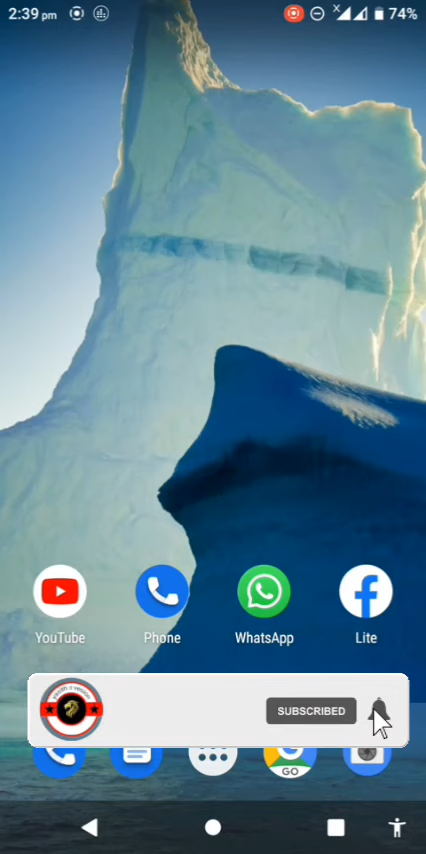 2:39 pm
x
74%
YouTube
Phone
WhatsApp
Lite
SUBSCRIBED
GO